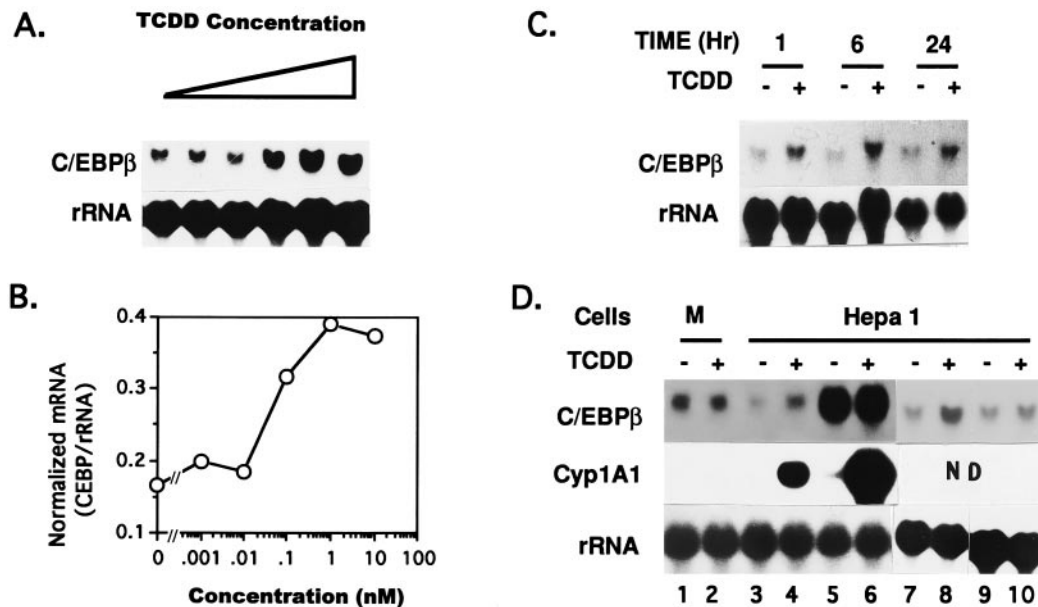 A.
TCDD Concentration
C/EBPβ
rRNA
B.
Normalized mRNA
(CEBP/rRNA)
0.4
0.3
0.2
0.1
0 .001 .01 .1 1 10 100
Concentration (nM)
C.
TIME (Hr) 1 6 24
TCDD - + - + - +
C/EBPβ
rRNA
D.
Cells M Hepa 1
TCDD - + - + - + - + - +
C/EBPβ
Cyp1A1 N D
rRNA
1 2 3 4 5 6 7 8 9 10